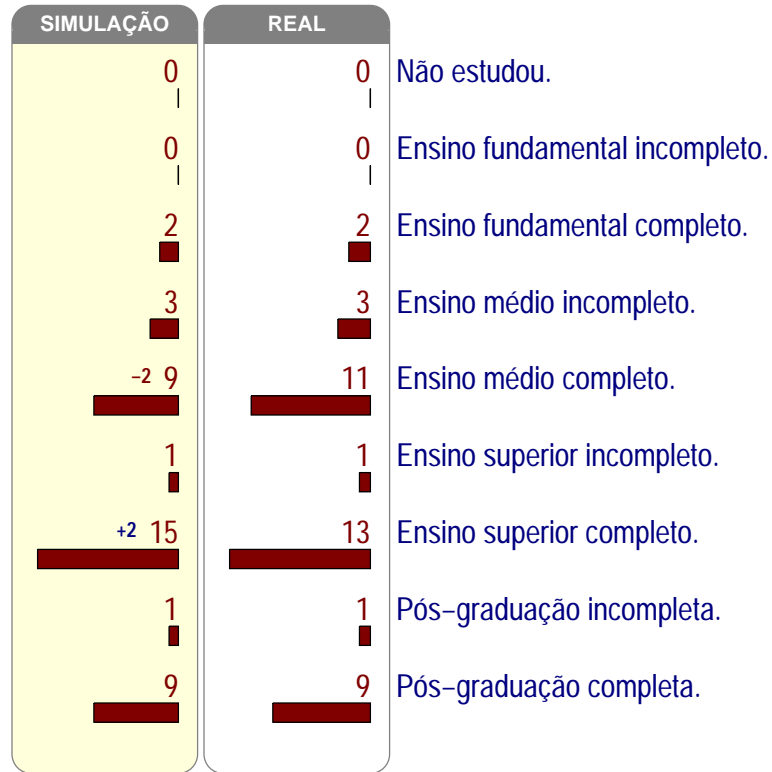 SIMULAÇÃO REAL
0 0 Não estudou.
0 0 Ensino fundamental incompleto.
2 2 Ensino fundamental completo.
3 3 Ensino médio incompleto.
−2 9 11 Ensino médio completo.
1 1 Ensino superior incompleto.
+2 15 13 Ensino superior completo.
1 1 Pós−graduação incompleta.
9 9 Pós−graduação completa.